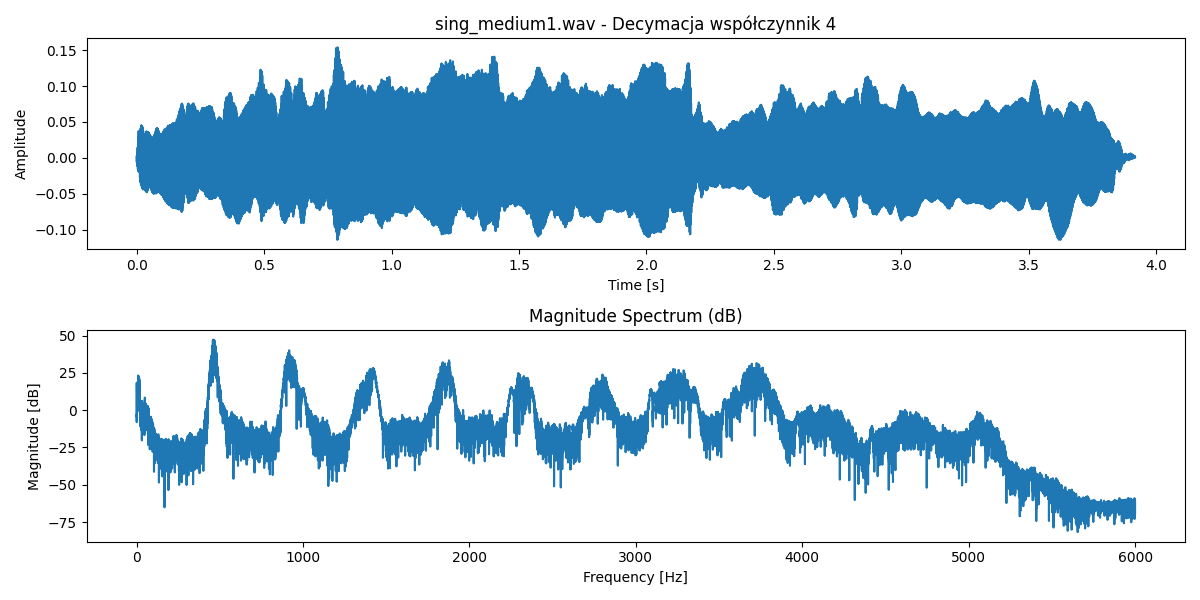 sing_medium1.wav - Decymacja współczynnik 4
0.15
0.10
0.05
0.00
−0.05
−0.10
Amplitude
0.0 0.5 1.0 1.5 2.0 2.5 3.0 3.5 4.0
Time [s]
Magnitude Spectrum (dB)
50
25
0
−25
−50
−75
Magnitude [dB]
0 1000 2000 3000 4000 5000 6000
Frequency [Hz]